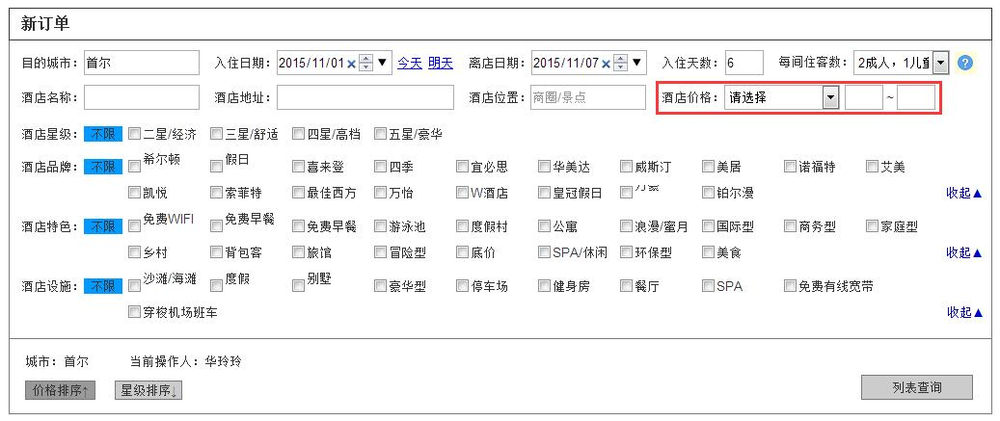 新订单
目的城市: 首尔 入住日期: 2015/11/01 × ▼ 今天 明天 离店日期: 2015/11/07 × ▼ 入住天数: 6 每间住客数: 2成人，1儿 ?
酒店名称: 酒店地址: 酒店位置: 商圈/景点 酒店价格: 请选择 ~
酒店星级: 不限 二星/经济 三星/舒适 四星/高档 五星/豪华
酒店品牌: 不限 希尔顿 假日 喜来登 四季 宜必思 华美达 威斯汀 美居 诺福特 艾美
凯悦 索菲特 最佳西方 万怡 W酒店 皇冠假日 万豪 铂尔漫 收起▲
酒店特色: 不限 免费WIFI 免费早餐 免费早餐 游泳池 度假村 公寓 浪漫/蜜月 国际型 商务型 家庭型
乡村 背包客 旅馆 冒险型 底价 SPA/休闲 环保型 美食 收起▲
酒店设施: 不限 沙滩/海滩 度假 别墅 豪华型 停车场 健身房 餐厅 SPA 免费有线宽带
穿梭机场班车 收起▲
城市: 首尔 当前操作人: 华玲玲
价格排序↑ 星级排序↓ 列表查询